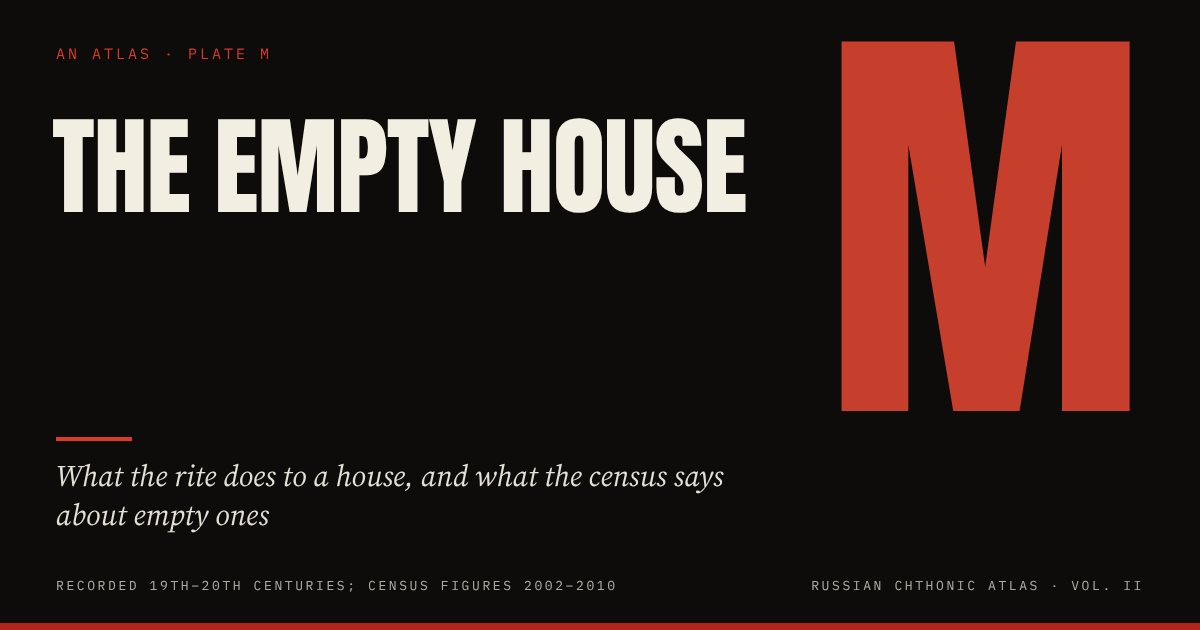 AN ATLAS · PLATE M
THE EMPTY HOUSE
M
What the rite does to a house, and what the census says
about empty ones
RECORDED 19TH–20TH CENTURIES; CENSUS FIGURES 2002–2010
RUSSIAN CHTHONIC ATLAS · VOL. II